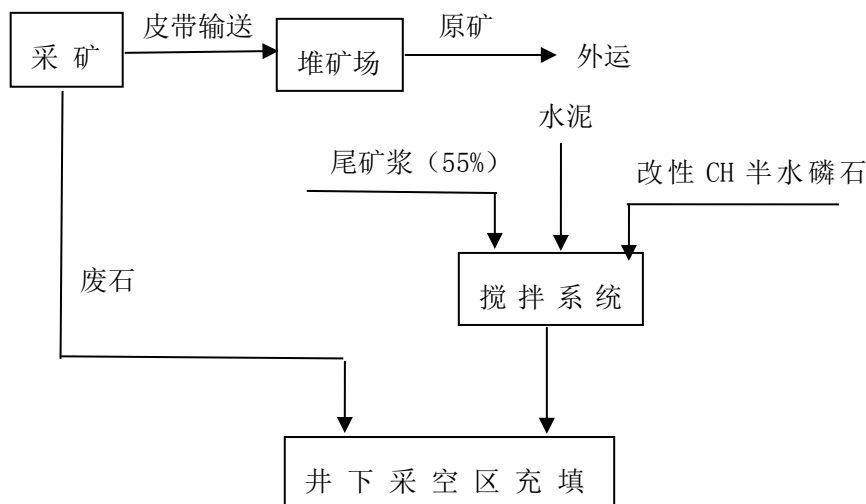 皮带输送
原矿
采 矿
堆矿场
外运
水泥
尾矿浆（55%）
改性 CH 半水磷石
废石
搅 拌 系 统
井 下 采 空 区 充 填